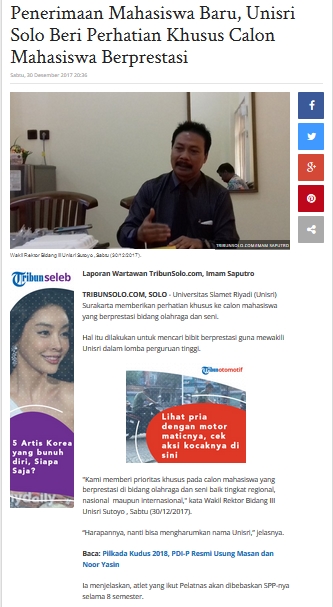 Penerimaan Mahasiswa Baru, Unisri
Solo Beri Perhatian Khusus Calon
Mahasiswa Berprestasi
Sabtu, 30 Desember 2017 20:36
TRIBUNSOLO.COM/IMAM SAPUTRO
Wakil Rektor Bidang III Unisri Sutoyo , Sabtu (30/12/2017).
Tribunseleb
5 Artis Korea
yang bunuh
diri, Siapa
Saja?
mydaily
Laporan Wartawan TribunSolo.com, Imam Saputro
TRIBUNSOLO.COM, SOLO - Universitas Slamet Riyadi (Unisri)
Surakarta memberikan perhatian khusus ke calon mahasiswa
yang berprestasi bidang olahraga dan seni.
Hal itu dilakukan untuk mencari bibit berprestasi guna mewakili
Unisri dalam lomba perguruan tinggi.
Tribunotomotif
Lihat pria
dengan motor
maticnya, cek
aksi kocaknya di
sini
"Kami memberi prioritas khusus pada calon mahasiswa yang
berprestasi di bidang olahraga dan seni baik tingkat regional,
nasional maupun internasional," kata Wakil Rektor Bidang III
Unisri Sutoyo , Sabtu (30/12/2017).
"Harapannya, nanti bisa mengharumkan nama Unisri," jelasnya.
Baca: Pilkada Kudus 2018, PDI-P Resmi Usung Masan dan
Noor Yasin
Ia menjelaskan, atlet yang ikut Pelatnas akan dibebaskan SPP-nya
selama 8 semester.